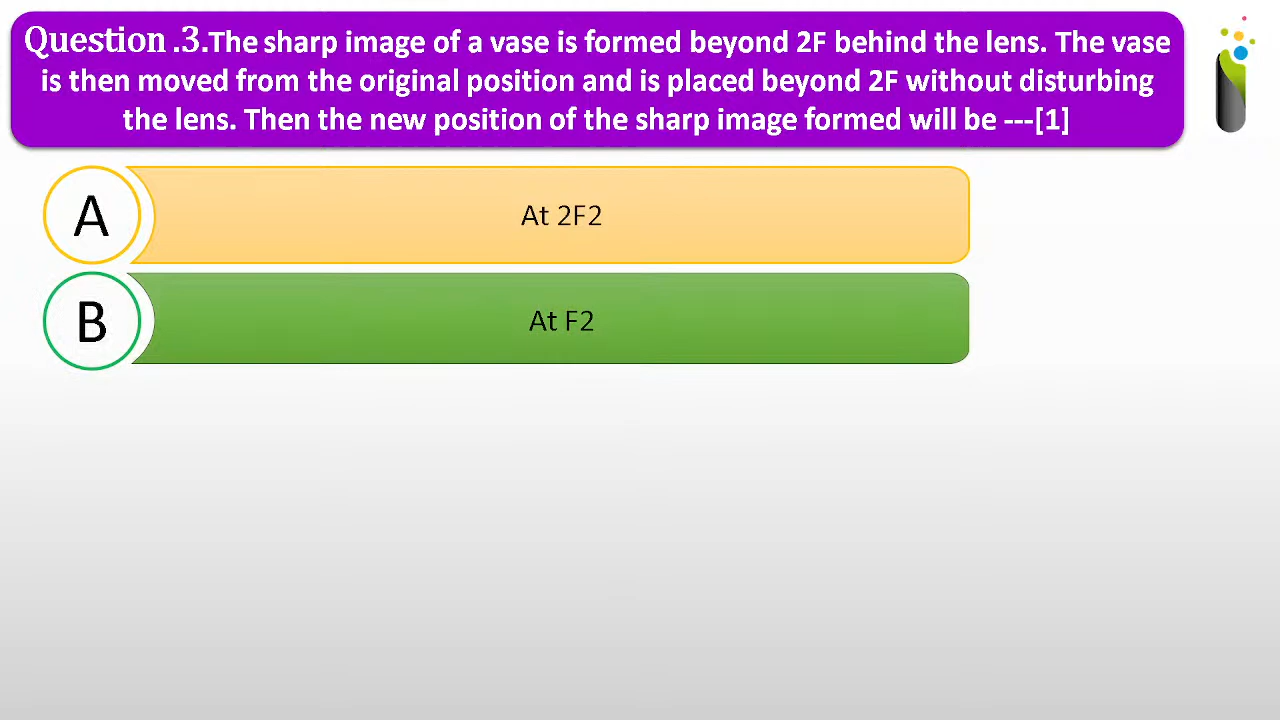 Question .3.The sharp image of a vase is formed beyond 2F behind the lens. The vase
is then moved from the original position and is placed beyond 2F without disturbing
the lens. Then the new position of the sharp image formed will be ---[1]
A
At 2F2
B
At F2